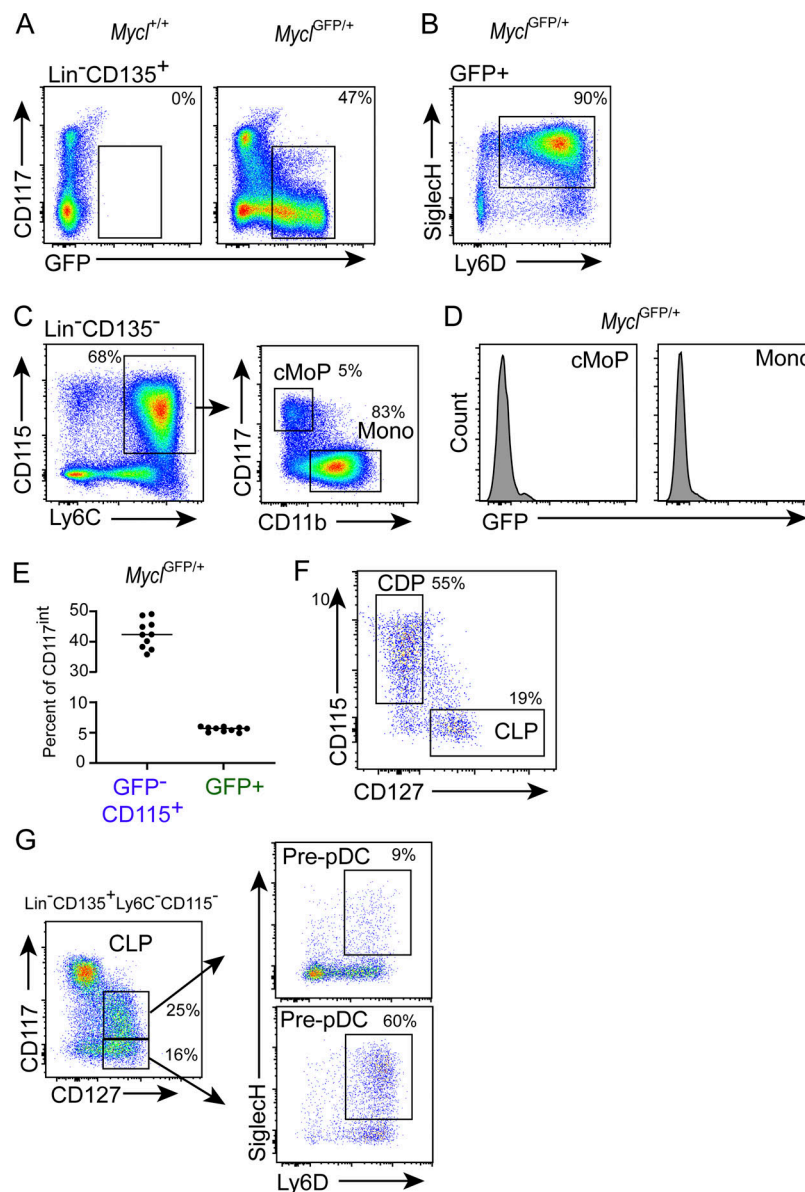 A
Mycl+/+
MyclGFP/+
Lin-CD135+
0%
47%
CD117
GFP
B
MyclGFP/+
GFP+
90%
SiglecH
Ly6D
C
Lin-CD135-
68%
CD115
Ly6C
cMoP 5%
83%
Mono
CD117
CD11b
D
MyclGFP/+
cMoP
Mono
Count
GFP
E
MyclGFP/+
Percent of CD117int
50
40
30
10
5
0
GFP-
CD115+
GFP+
F
CDP 55%
10
19%
CLP
CD115
CD127
G
Lin-CD135+Ly6C-CD115-
CLP
25%
16%
CD117
CD127
Pre-pDC 9%
Pre-pDC 60%
SiglecH
Ly6D